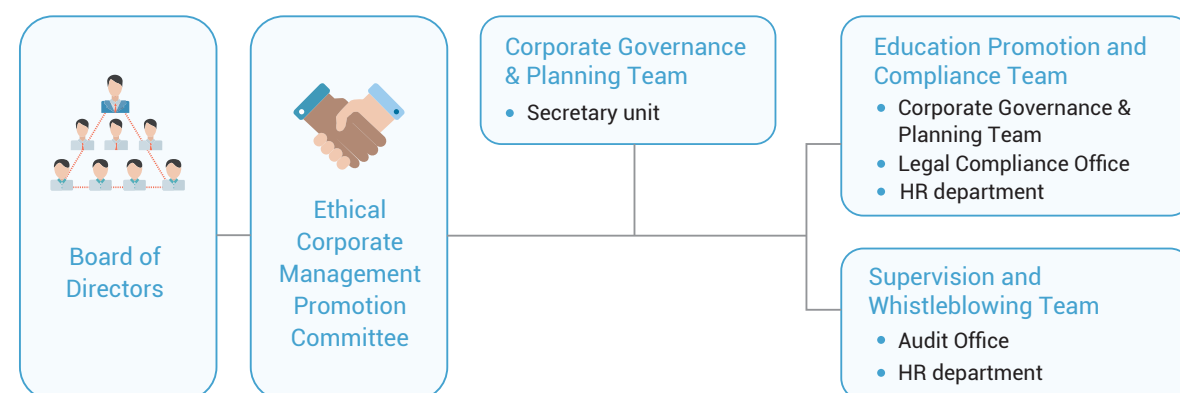 Board of
Directors
Ethical
Corporate
Management
Promotion
Committee
Corporate Governance
& Planning Team
• Secretary unit
Education Promotion and
Compliance Team
• Corporate Governance &
Planning Team
• Legal Compliance Office
• HR department
Supervision and
Whistleblowing Team
• Audit Office
• HR department